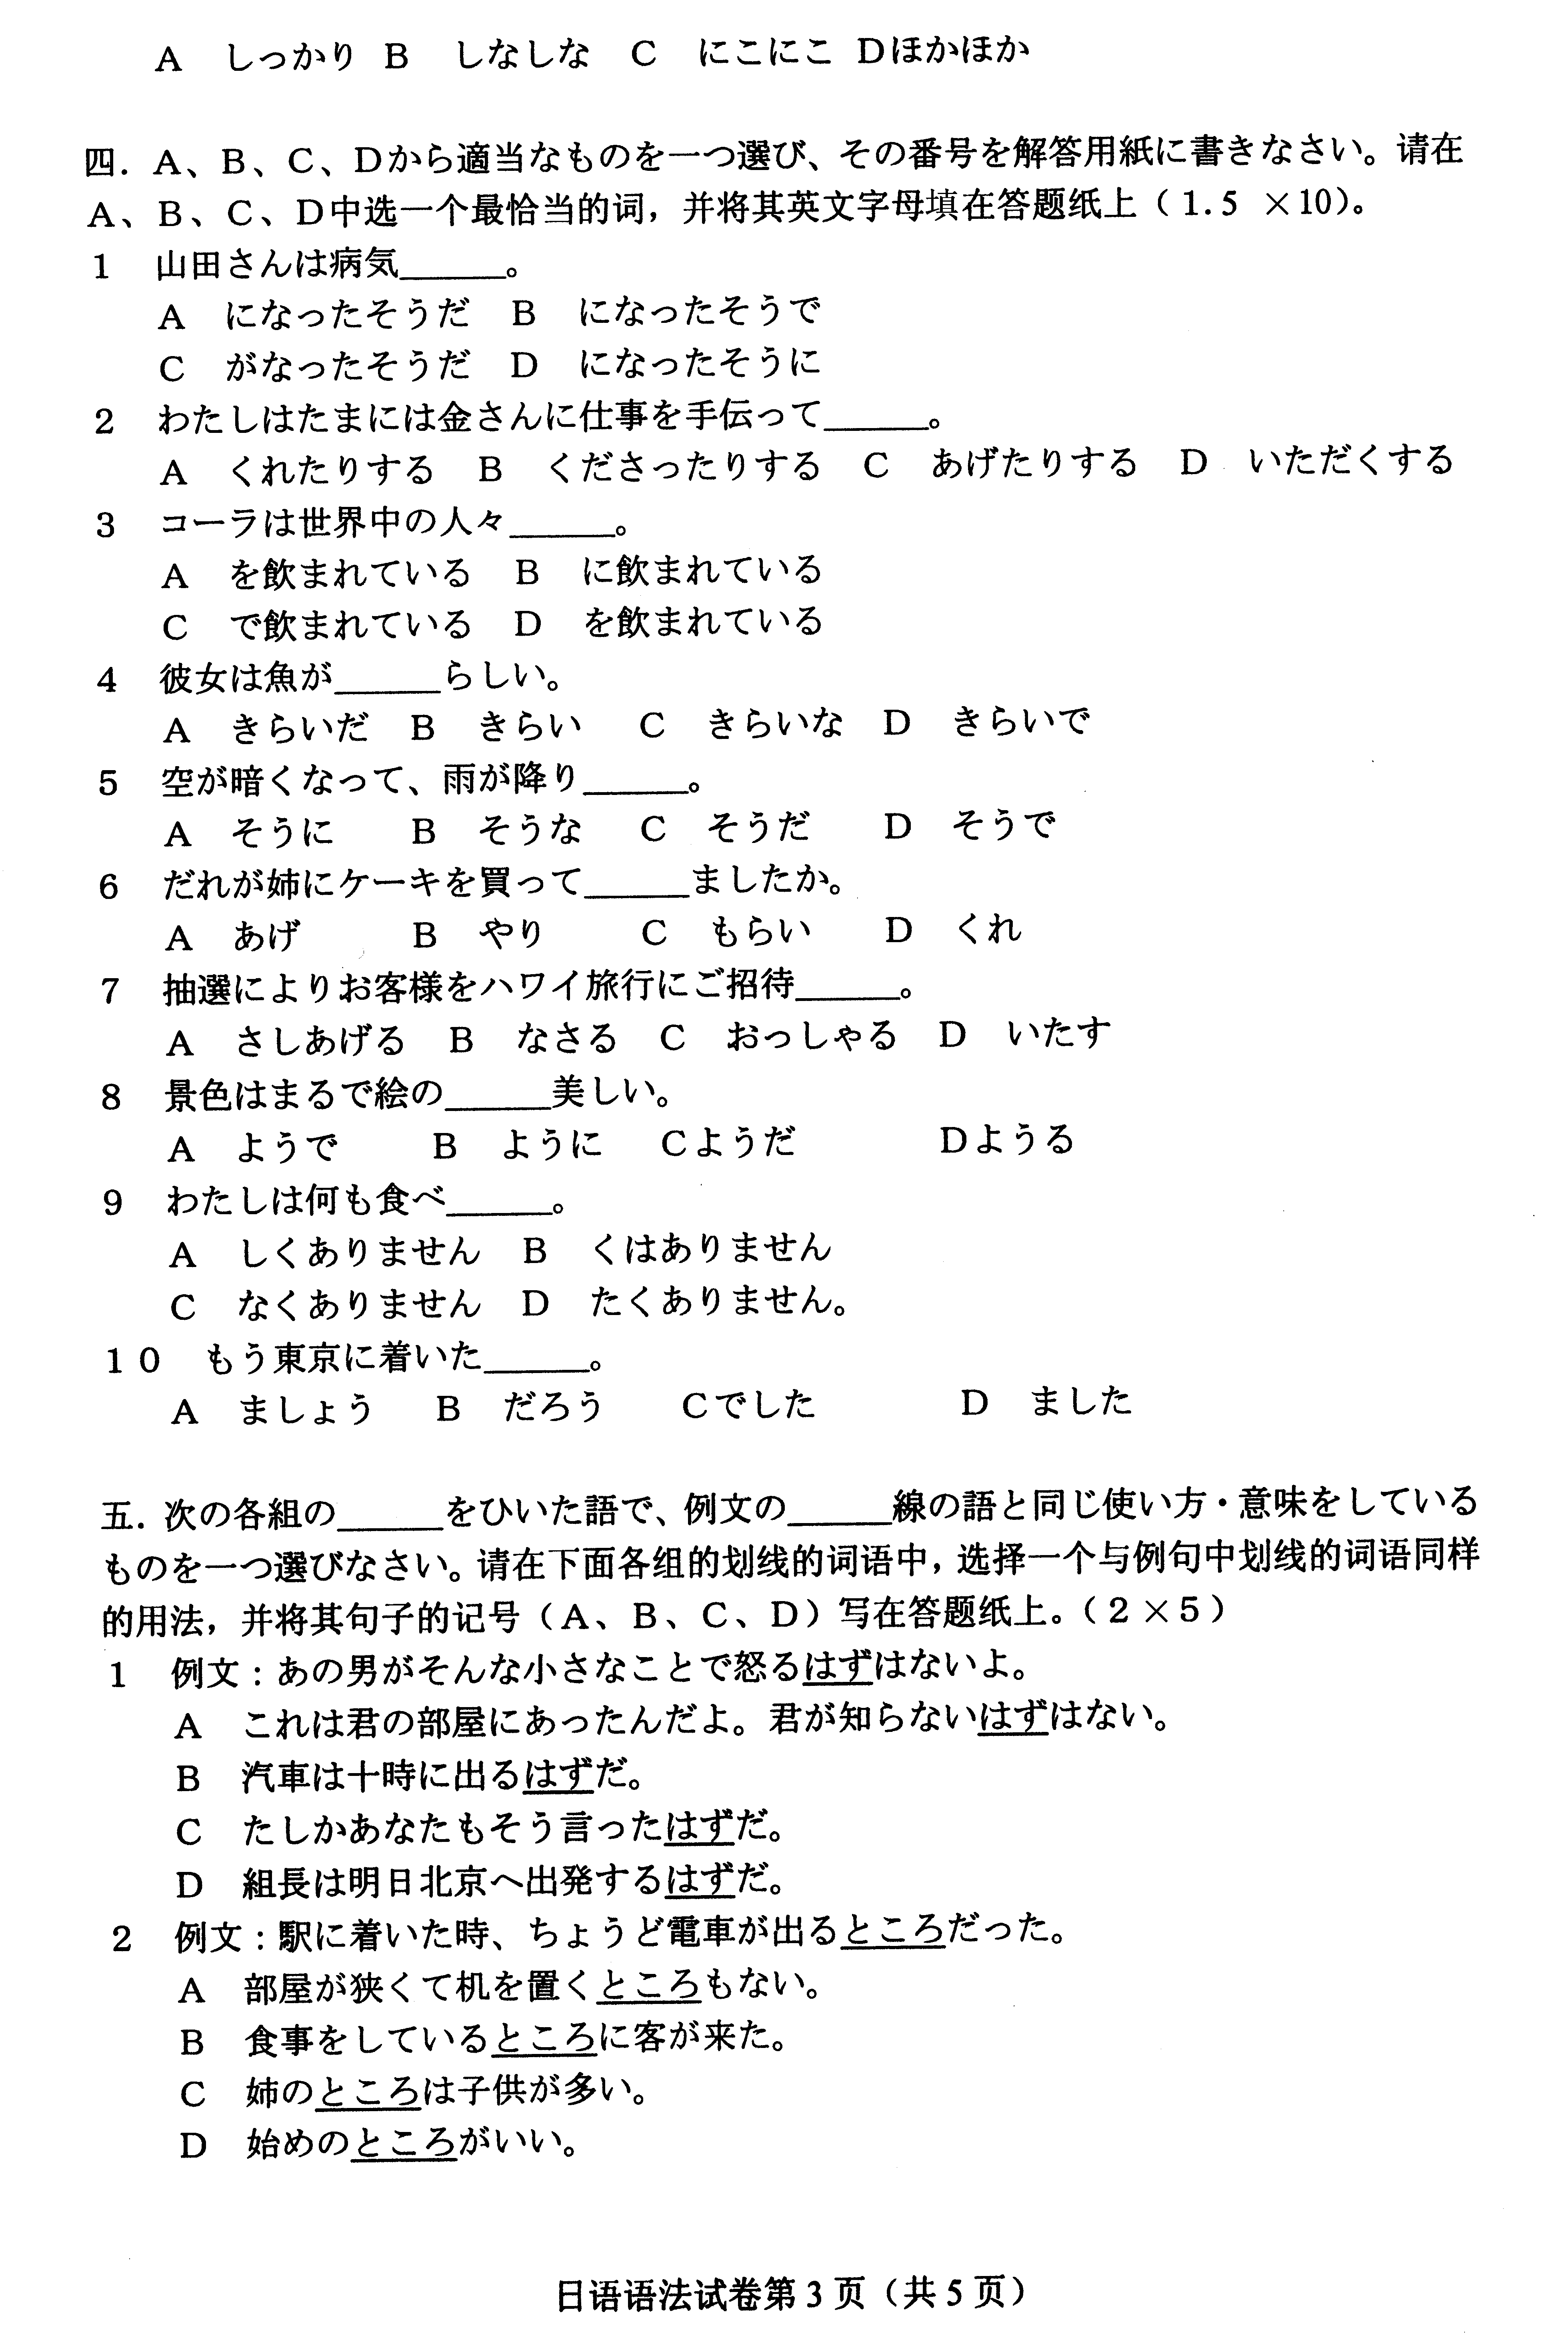 A　しっかり　B　しなしな　C　にこにこ　Dほかほか
四．A、B、C、Dから適当なものを一つ選び、その番号を解答用紙に書きなさい。请在
A、B、C、D中选一个最恰当的词，并将其英文字母填在答题纸上（1.5 ×10）。
1　山田さんは病気______。
A　になったそうだ　B　になったそうで
C　がなったそうだ　D　になったそうに
2　わたしはたまには金さんに仕事を手伝って______。
A　くれたりする　B　くださったりする　C　あげたりする　D　いただくする
3　コーラは世界中の人々______。
A　を飲まれている　B　に飲まれている
C　で飲まれている　D　を飲まれている
4　彼女は魚が______らしい。
A　きらいだ　B　きらい　C　きらいな　D　きらいで
5　空が暗くなって、雨が降り______。
A　そうに　B　そうな　C　そうだ　D　そうで
6　だれが姉にケーキを買って______ましたか。
A　あげ　B　やり　C　もらい　D　くれ
7　抽選によりお客様をハワイ旅行にご招待______。
A　さしあげる　B　なさる　C　おっしゃる　D　いたす
8　景色はまるで絵の______美しい。
A　ようで　B　ように　Cようだ　Dようる
9　わたしは何も食べ______。
A　しくありません　B　くはありません
C　なくありません　D　たくありません。
10　もう東京に着いた______。
A　ましょう　B　だろう　Cでした　D　ました
五．次の各組の______をひいた語で、例文の______線の語と同じ使い方・意味をしている
ものを一つ選びなさい。请在下面各组的划线的词语中，选择一个与例句中划线的词语同样
的用法，并将其句子的记号（A、B、C、D）写在答题纸上。（2×5）
1　例文：あの男がそんな小さなことで怒るはずはないよ。
A　これは君の部屋にあったんだよ。君が知らないはずはない。
B　汽車は十時に出るはずだ。
C　たしかあなたもそう言ったはずだ。
D　組長は明日北京へ出発するはずだ。
2　例文：駅に着いた時、ちょうど電車が出るところだった。
A　部屋が狭くて机を置くところもない。
B　食事をしているところに客が来た。
C　姉のところは子供が多い。
D　始めのところがいい。
日语语法试卷第3页（共5页）